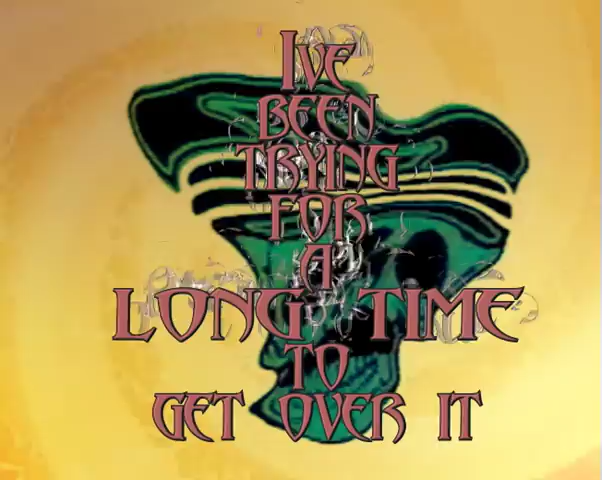 IVE
BEEN
TRYING
FOR
A
LONG TIME
TO
GET OVER IT